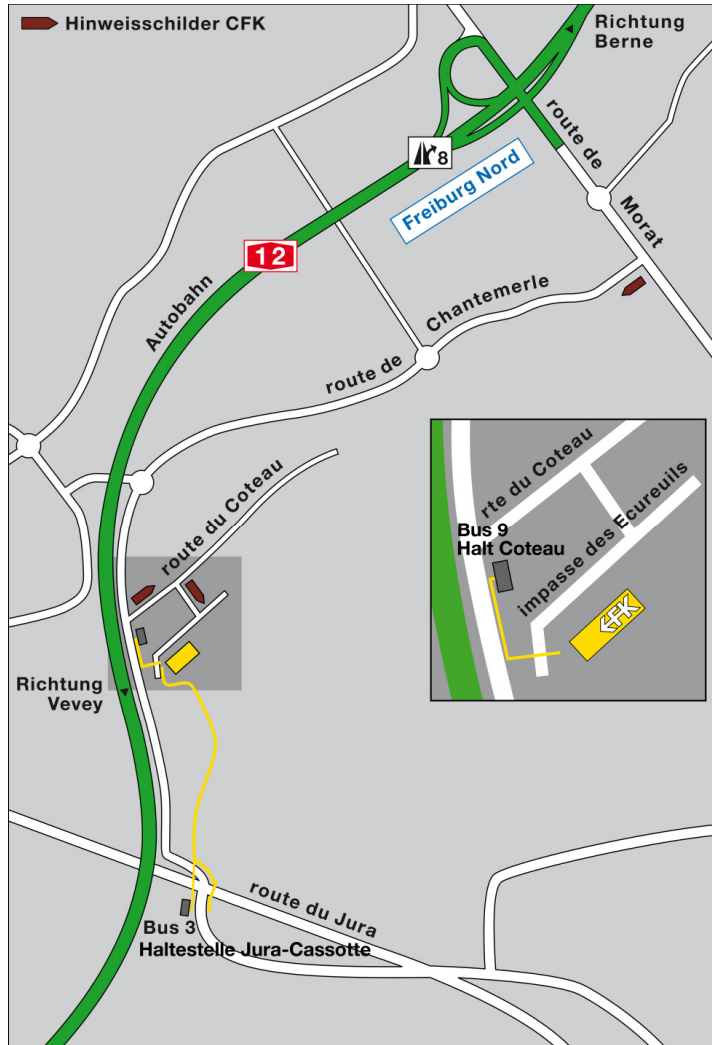 Hinweisschilder CFK
Richtung
Berne
route de
Morat
8
Freiburg Nord
12
Autobahn
Chantemerle
route de
route du Coteau
rte du Coteau
Bus 9
Halt Coteau
impasse des Ecureuils
CFK
Richtung
Vevey
route du Jura
Bus 3
Haltestelle Jura-Cassotte